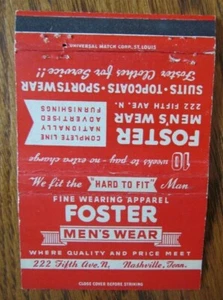 UNIVERSAL MATCH CORP., ST. LOUIS
Foster Clothes for Service!!
SUITS · TOPCOATS · SPORTSWEAR
222 FIFTH AVE. N.
MEN'S WEAR
FOSTER
COMPLETE LINE
NATIONALLY
ADVERTISED
FURNISHINGS
10 weeks to pay - no extra charge
We fit the "HARD TO FIT" Man
FINE WEARING APPAREL
FOSTER
MEN'S WEAR
WHERE QUALITY AND PRICE MEET
222 Fifth Ave. N., Nashville, Tenn.
CLOSE COVER BEFORE STRIKING